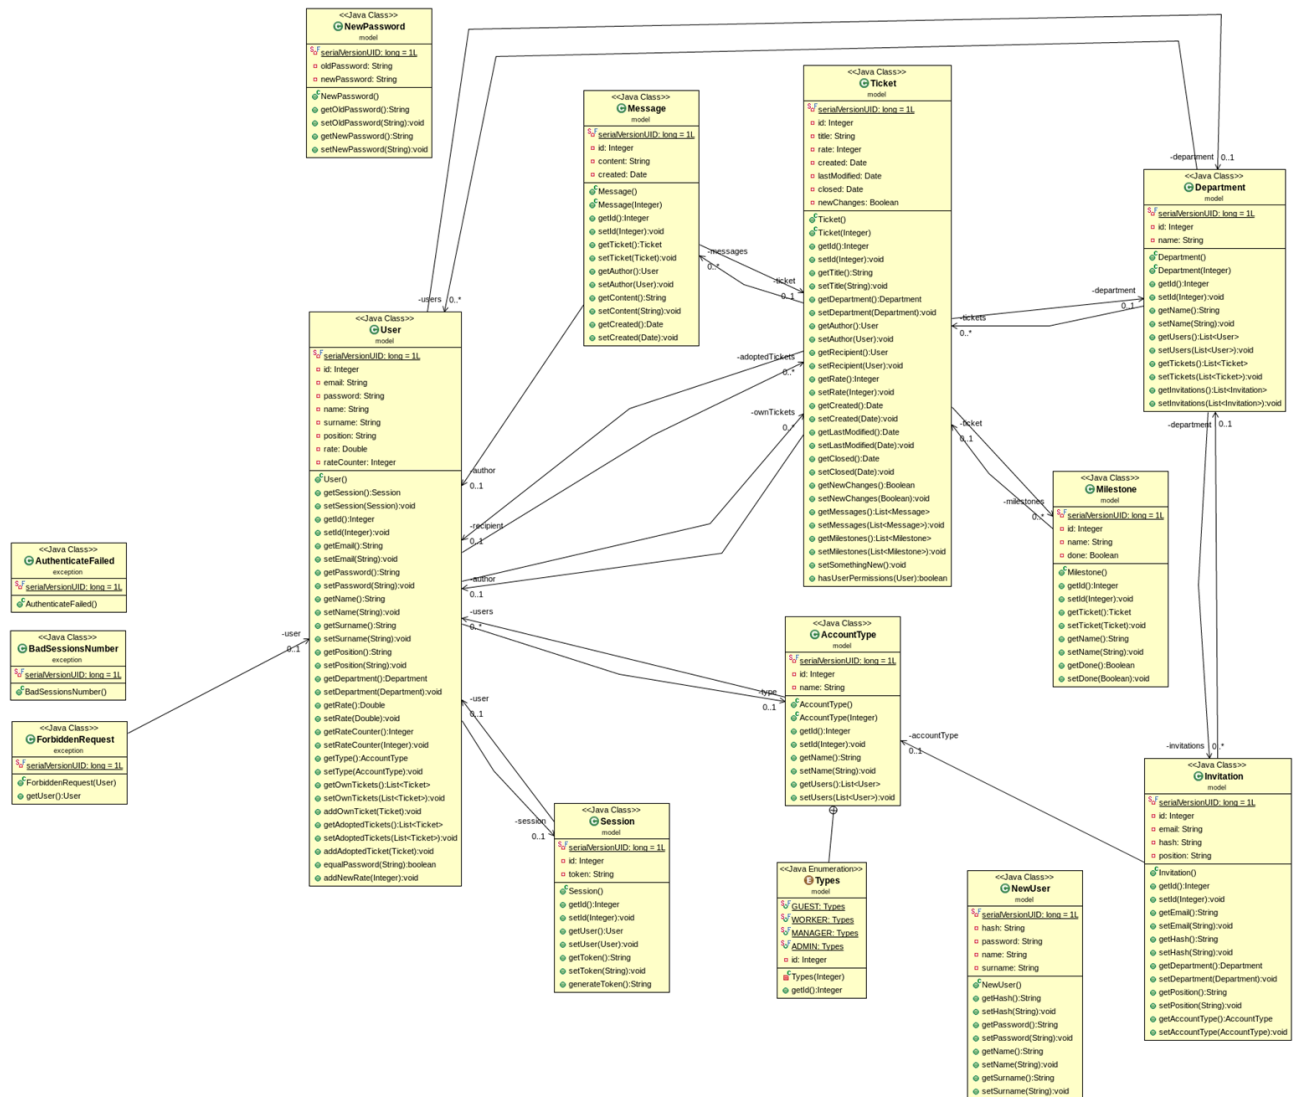 <<Java Class>>
NewPassword
model
serialVersionUID: long = 1L
oldPassword: String
newPassword: String
NewPassword()
getOldPassword():String
setOldPassword(String):void
getNewPassword():String
setNewPassword(String):void
<<Java Class>>
Message
model
serialVersionUID: long = 1L
id: Integer
content: String
created: Date
Message()
Message(Integer)
getId():Integer
setId(Integer):void
getTicket():Ticket
setTicket(Ticket):void
getAuthor():User
setAuthor(User):void
getContent():String
setContent(String):void
getCreated():Date
setCreated(Date):void
<<Java Class>>
Ticket
model
serialVersionUID: long = 1L
id: Integer
title: String
rate: Integer
created: Date
lastModified: Date
closed: Date
newChanges: Boolean
Ticket()
Ticket(Integer)
getId():Integer
setId(Integer):void
getTitle():String
setTitle(String):void
getDepartment():Department
setDepartment(Department):void
getAuthor():User
setAuthor(User):void
getRecipient():User
setRecipient(User):void
getRate():Integer
setRate(Integer):void
getCreated():Date
setCreated(Date):void
getLastModified():Date
setLastModified(Date):void
getClosed():Date
setClosed(Date):void
getNewChanges():Boolean
setNewChanges(Boolean):void
getMessages():List<Message>
setMessages(List<Message>):void
getMilestones():List<Milestone>
setMilestones(List<Milestone>):void
setSomethingNew():void
hasUserPermissions(User):boolean
-department
0..1
<<Java Class>>
Department
model
serialVersionUID: long = 1L
id: Integer
name: String
Department()
Department(Integer)
getId():Integer
setId(Integer):void
getName():String
setName(String):void
getUsers():List<User>
setUsers(List<User>):void
getTickets():List<Ticket>
setTickets(List<Ticket>):void
getInvitations():List<Invitation>
setInvitations(List<Invitation>):void
-messages
0..*
-ticket
0..1
-department
0..1
-tickets
0..*
-users
0..*
<<Java Class>>
User
model
serialVersionUID: long = 1L
id: Integer
email: String
password: String
name: String
surname: String
position: String
rate: Double
rateCounter: Integer
User()
getSession():Session
setSession(Session):void
getId():Integer
setId(Integer):void
getEmail():String
setEmail(String):void
getPassword():String
setPassword(String):void
getName():String
setName(String):void
getSurname():String
setSurname(String):void
getPosition():String
setPosition(String):void
getDepartment():Department
setDepartment(Department):void
getRate():Double
setRate(Double):void
getRateCounter():Integer
setRateCounter(Integer):void
getType():AccountType
setType(AccountType):void
getOwnTickets():List<Ticket>
setOwnTickets(List<Ticket>):void
addOwnTicket(Ticket):void
getAdoptedTickets():List<Ticket>
setAdoptedTickets(List<Ticket>):void
addAdoptedTicket(Ticket):void
equalPassword(String):boolean
addNewRate(Integer):void
-adoptedTickets
0..*
-ownTickets
0..*
-author
0..1
-recipient
0..1
-author
0..1
-users
0..*
-ticket
0..1
-milestones
0..*
-department
0..1
<<Java Class>>
Milestone
model
serialVersionUID: long = 1L
id: Integer
name: String
done: Boolean
Milestone()
getId():Integer
setId(Integer):void
getTicket():Ticket
setTicket(Ticket):void
getName():String
setName(String):void
getDone():Boolean
setDone(Boolean):void
<<Java Class>>
AuthenticateFailed
exception
serialVersionUID: long = 1L
AuthenticateFailed()
<<Java Class>>
BadSessionsNumber
exception
serialVersionUID: long = 1L
BadSessionsNumber()
<<Java Class>>
ForbiddenRequest
exception
serialVersionUID: long = 1L
ForbiddenRequest(User)
getUser():User
-user
0..1
<<Java Class>>
AccountType
model
serialVersionUID: long = 1L
id: Integer
name: String
AccountType()
AccountType(Integer)
getId():Integer
setId(Integer):void
getName():String
setName(String):void
getUsers():List<User>
setUsers(List<User>):void
-type
0..1
-user
0..1
-session
0..1
-accountType
0..1
-invitations
0..*
<<Java Class>>
Session
model
serialVersionUID: long = 1L
id: Integer
token: String
Session()
getId():Integer
setId(Integer):void
getUser():User
setUser(User):void
getToken():String
setToken(String):void
generateToken():String
<<Java Enumeration>>
Types
model
GUEST: Types
WORKER: Types
MANAGER: Types
ADMIN: Types
id: Integer
Types(Integer)
getId():Integer
<<Java Class>>
NewUser
model
serialVersionUID: long = 1L
hash: String
password: String
name: String
surname: String
NewUser()
getHash():String
setHash(String):void
getPassword():String
setPassword(String):void
getName():String
setName(String):void
getSurname():String
setSurname(String):void
<<Java Class>>
Invitation
model
serialVersionUID: long = 1L
id: Integer
email: String
hash: String
position: String
Invitation()
getId():Integer
setId(Integer):void
getEmail():String
setEmail(String):void
getHash():String
setHash(String):void
getDepartment():Department
setDepartment(Department):void
getPosition():String
setPosition(String):void
getAccountType():AccountType
setAccountType(AccountType):void